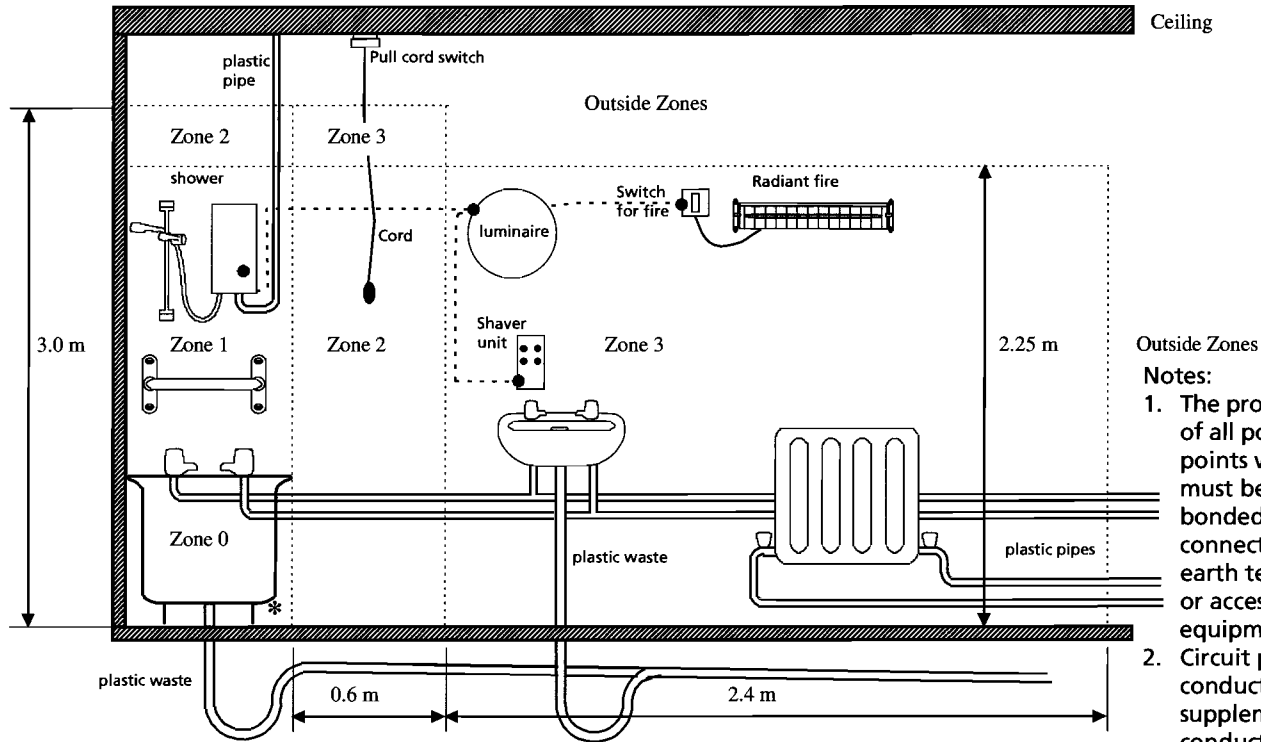 Ceiling
plastic
pipe
Pull cord switch
Outside Zones
Zone 2
Zone 3
shower
Switch
for fire
Radiant fire
luminaire
Cord
Shaver
unit
3.0 m
Zone 1
Zone 2
Zone 3
2.25 m
Outside Zones
Notes:
1. The pro
of all po
points
must be
bonded
connect
earth te
or acces
equipm
2. Circuit p
conduct
supplem
conduct
Zone 0
*
plastic waste
plastic pipes
plastic waste
0.6 m
2.4 m